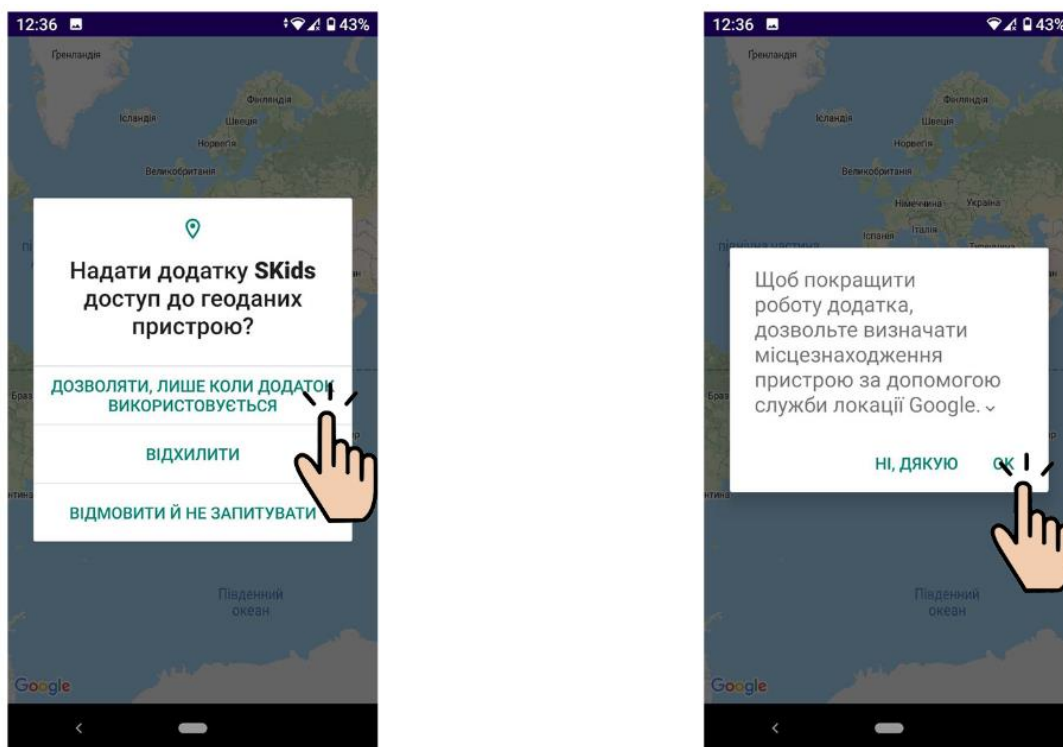 12:36
43%
Гренландія
Фінляндія
Ісландія
Швеція
Норвегія
Великобританія
Надати додатку SKids
доступ до геоданих
пристрою?
ДОЗВОЛЯТИ, ЛИШЕ КОЛИ ДОДАТОК
ВИКОРИСТОВУЄТЬСЯ
ВІДХИЛИТИ
ВІДМОВИТИ Й НЕ ЗАПИТУВАТИ
Південний
океан
Google
12:36
43%
Гренландія
Фінляндія
Ісландія
Швеція
Норвегія
Великобританія
Німеччина Україна
Іспанія Італія
Щоб покращити
роботу додатка,
дозвольте визначати
місцезнаходження
пристрою за допомогою
служби локації Google.
НІ, ДЯКУЮ OK
Південний
океан
Google